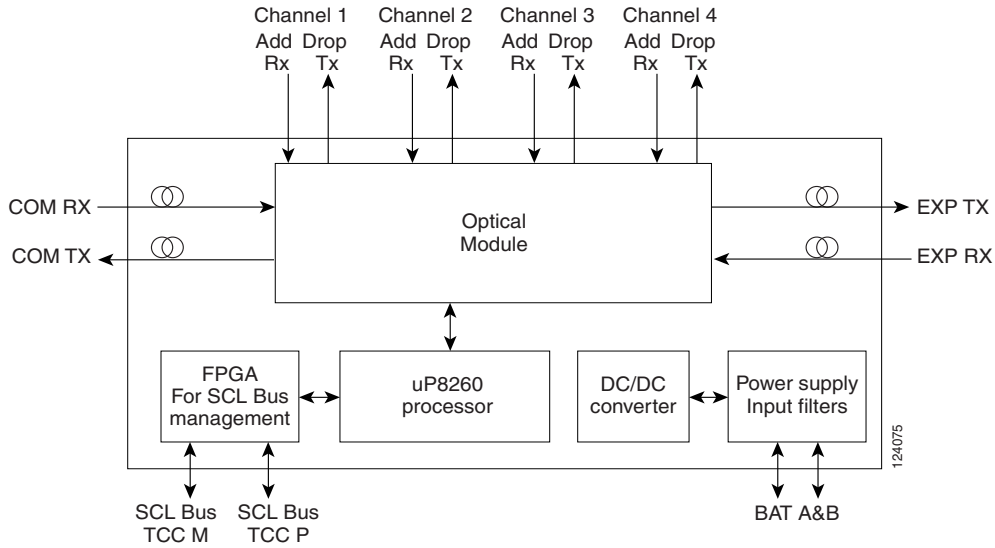 Channel 1 Channel 2 Channel 3 Channel 4
Add Drop Add Drop Add Drop Add Drop
Rx Tx Rx Tx Rx Tx Rx Tx
COM RX
EXP TX
Optical
Module
COM TX
EXP RX
FPGA
For SCL Bus
management
uP8260
processor
DC/DC
converter
Power supply
Input filters
124075
SCL Bus
TCC M
SCL Bus
TCC P
BAT A&B